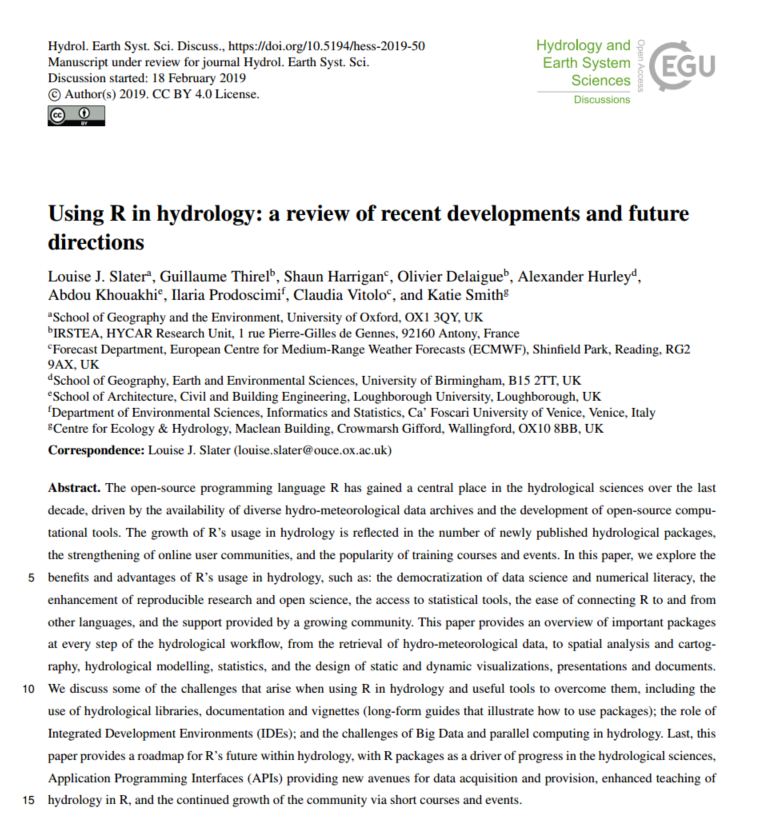 Hydrol. Earth Syst. Sci. Discuss., https://doi.org/10.5194/hess-2019-50
Manuscript under review for journal Hydrol. Earth Syst. Sci.
Discussion started: 18 February 2019
© Author(s) 2019. CC BY 4.0 License.
cc BY
Hydrology and
Earth System
Sciences
Discussions
Open Access
EGU
Using R in hydrology: a review of recent developments and future
directions
Louise J. Slaterᵃ, Guillaume Thirelᵇ, Shaun Harriganᶜ, Olivier Delaigueᵇ, Alexander Hurleyᵈ,
Abdou Khouakhiᵉ, Ilaria Prodoscimiᶠ, Claudia Vitoloᶜ, and Katie Smithᵍ
ᵃSchool of Geography and the Environment, University of Oxford, OX1 3QY, UK
ᵇIRSTEA, HYCAR Research Unit, 1 rue Pierre-Gilles de Gennes, 92160 Antony, France
ᶜForecast Department, European Centre for Medium-Range Weather Forecasts (ECMWF), Shinfield Park, Reading, RG2
9AX, UK
ᵈSchool of Geography, Earth and Environmental Sciences, University of Birmingham, B15 2TT, UK
ᵉSchool of Architecture, Civil and Building Engineering, Loughborough University, Loughborough, UK
ᶠDepartment of Environmental Sciences, Informatics and Statistics, Ca' Foscari University of Venice, Venice, Italy
ᵍCentre for Ecology & Hydrology, Maclean Building, Crowmarsh Gifford, Wallingford, OX10 8BB, UK
Correspondence: Louise J. Slater (louise.slater@ouce.ox.ac.uk)
Abstract. The open-source programming language R has gained a central place in the hydrological sciences over the last
decade, driven by the availability of diverse hydro-meteorological data archives and the development of open-source compu-
tational tools. The growth of R's usage in hydrology is reflected in the number of newly published hydrological packages,
the strengthening of online user communities, and the popularity of training courses and events. In this paper, we explore the
5 benefits and advantages of R's usage in hydrology, such as: the democratization of data science and numerical literacy, the
enhancement of reproducible research and open science, the access to statistical tools, the ease of connecting R to and from
other languages, and the support provided by a growing community. This paper provides an overview of important packages
at every step of the hydrological workflow, from the retrieval of hydro-meteorological data, to spatial analysis and cartog-
raphy, hydrological modelling, statistics, and the design of static and dynamic visualizations, presentations and documents.
10 We discuss some of the challenges that arise when using R in hydrology and useful tools to overcome them, including the
use of hydrological libraries, documentation and vignettes (long-form guides that illustrate how to use packages); the role of
Integrated Development Environments (IDEs); and the challenges of Big Data and parallel computing in hydrology. Last, this
paper provides a roadmap for R's future within hydrology, with R packages as a driver of progress in the hydrological sciences,
Application Programming Interfaces (APIs) providing new avenues for data acquisition and provision, enhanced teaching of
15 hydrology in R, and the continued growth of the community via short courses and events.